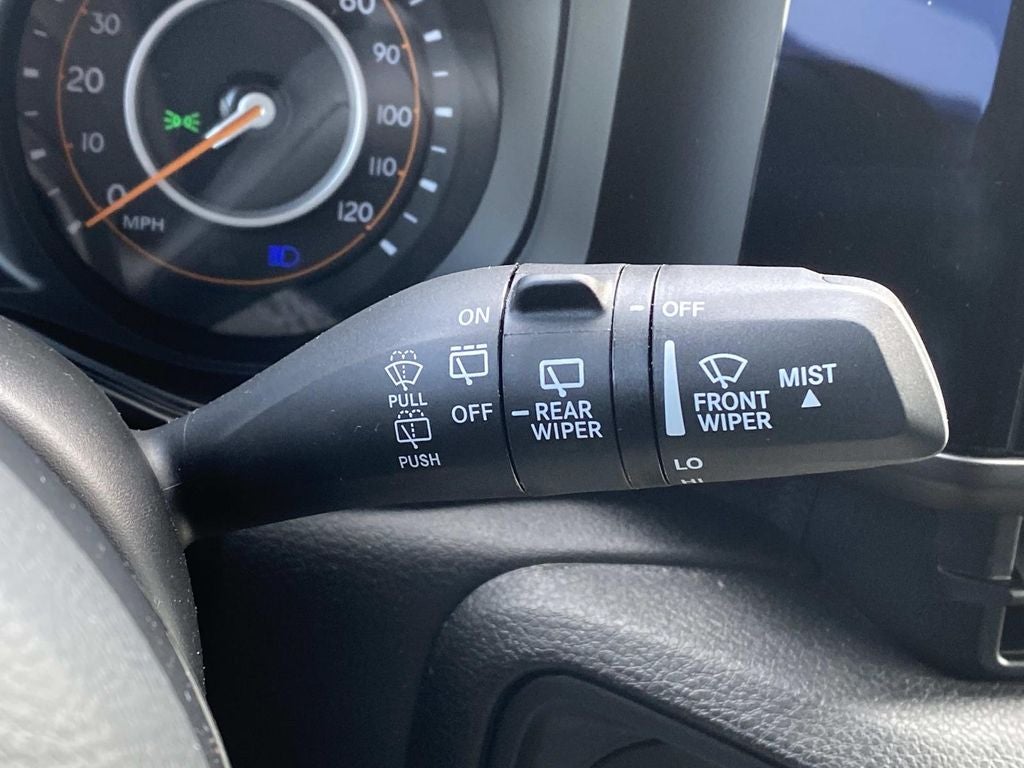 30
20
10
0
MPH
80
90
100
110
120
ON
OFF
PULL
PUSH
REAR
WIPER
OFF
FRONT
WIPER
MIST
LO
HI